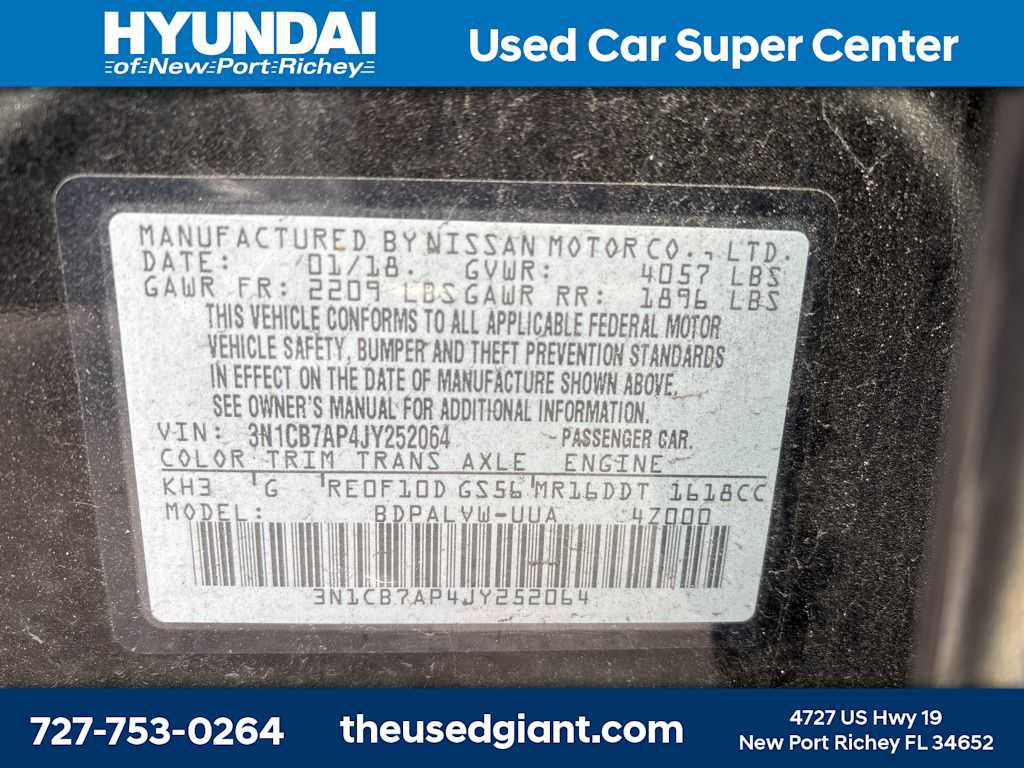 HYUNDAI
of New Port Richey
Used Car Super Center
MANUFACTURED BY NISSAN MOTOR CO., LTD.
DATE: 01/18. GVWR: 4057 LBS
GAWR FR: 2209 LBS GAWR RR: 1896 LBS
THIS VEHICLE CONFORMS TO ALL APPLICABLE FEDERAL MOTOR
VEHICLE SAFETY, BUMPER AND THEFT PREVENTION STANDARDS
IN EFFECT ON THE DATE OF MANUFACTURE SHOWN ABOVE.
SEE OWNER'S MANUAL FOR ADDITIONAL INFORMATION.
VIN: 3N1CB7AP4JY252064 PASSENGER CAR.
COLOR TRIM TRANS AXLE ENGINE
KH3 G RE0F10D GS56 MR16DDT 1618CC
MODEL: BDPALVW-UUA 4Z000
3N1CB7AP4JY252064
727-753-0264
theusedgiant.com
4727 US Hwy 19
New Port Richey FL 34652